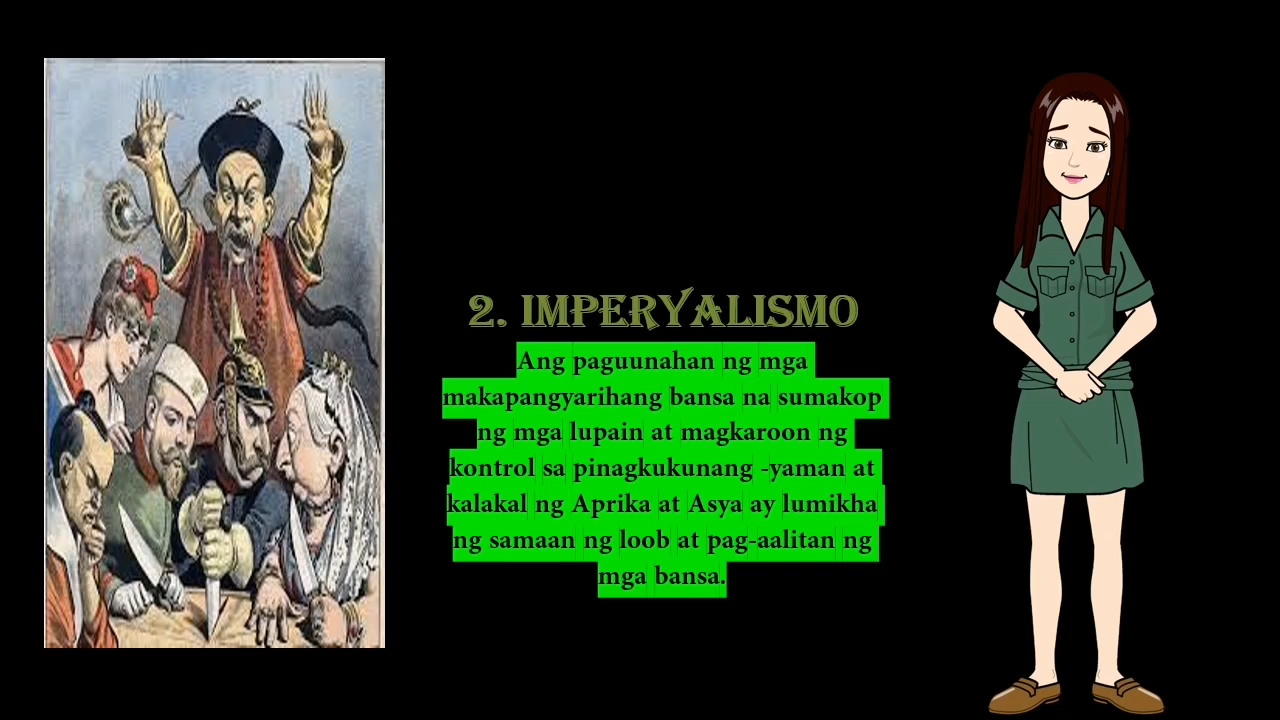 2. IMPERYALISMO
Ang paguunahan ng mga
makapangyarihang bansa na sumakop
ng mga lupain at magkaroon ng
kontrol sa pinagkukunang -yaman at
kalakal ng Aprika at Asya ay lumikha
ng samaan ng loob at pag-aalitan ng
mga bansa.